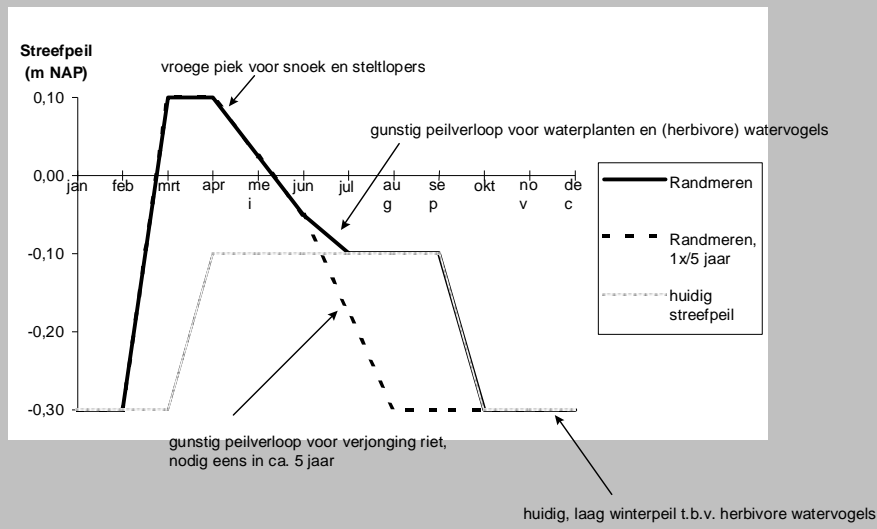 Streefpeil
(m NAP)
vroege piek voor snoek en steltlopers
0,10
gunstig peilverloop voor waterplanten en (herbivore) watervogels
0,00
jan feb mrt apr me jun jul au se okt no de
i g p v c
Randmeren
Randmeren,
1x/5 jaar
huidig
streefpeil
-0,10
-0,20
-0,30
gunstig peilverloop voor verjonging riet,
nodig eens in ca. 5 jaar
huidig, laag winterpeil t.b.v. herbivore watervogels